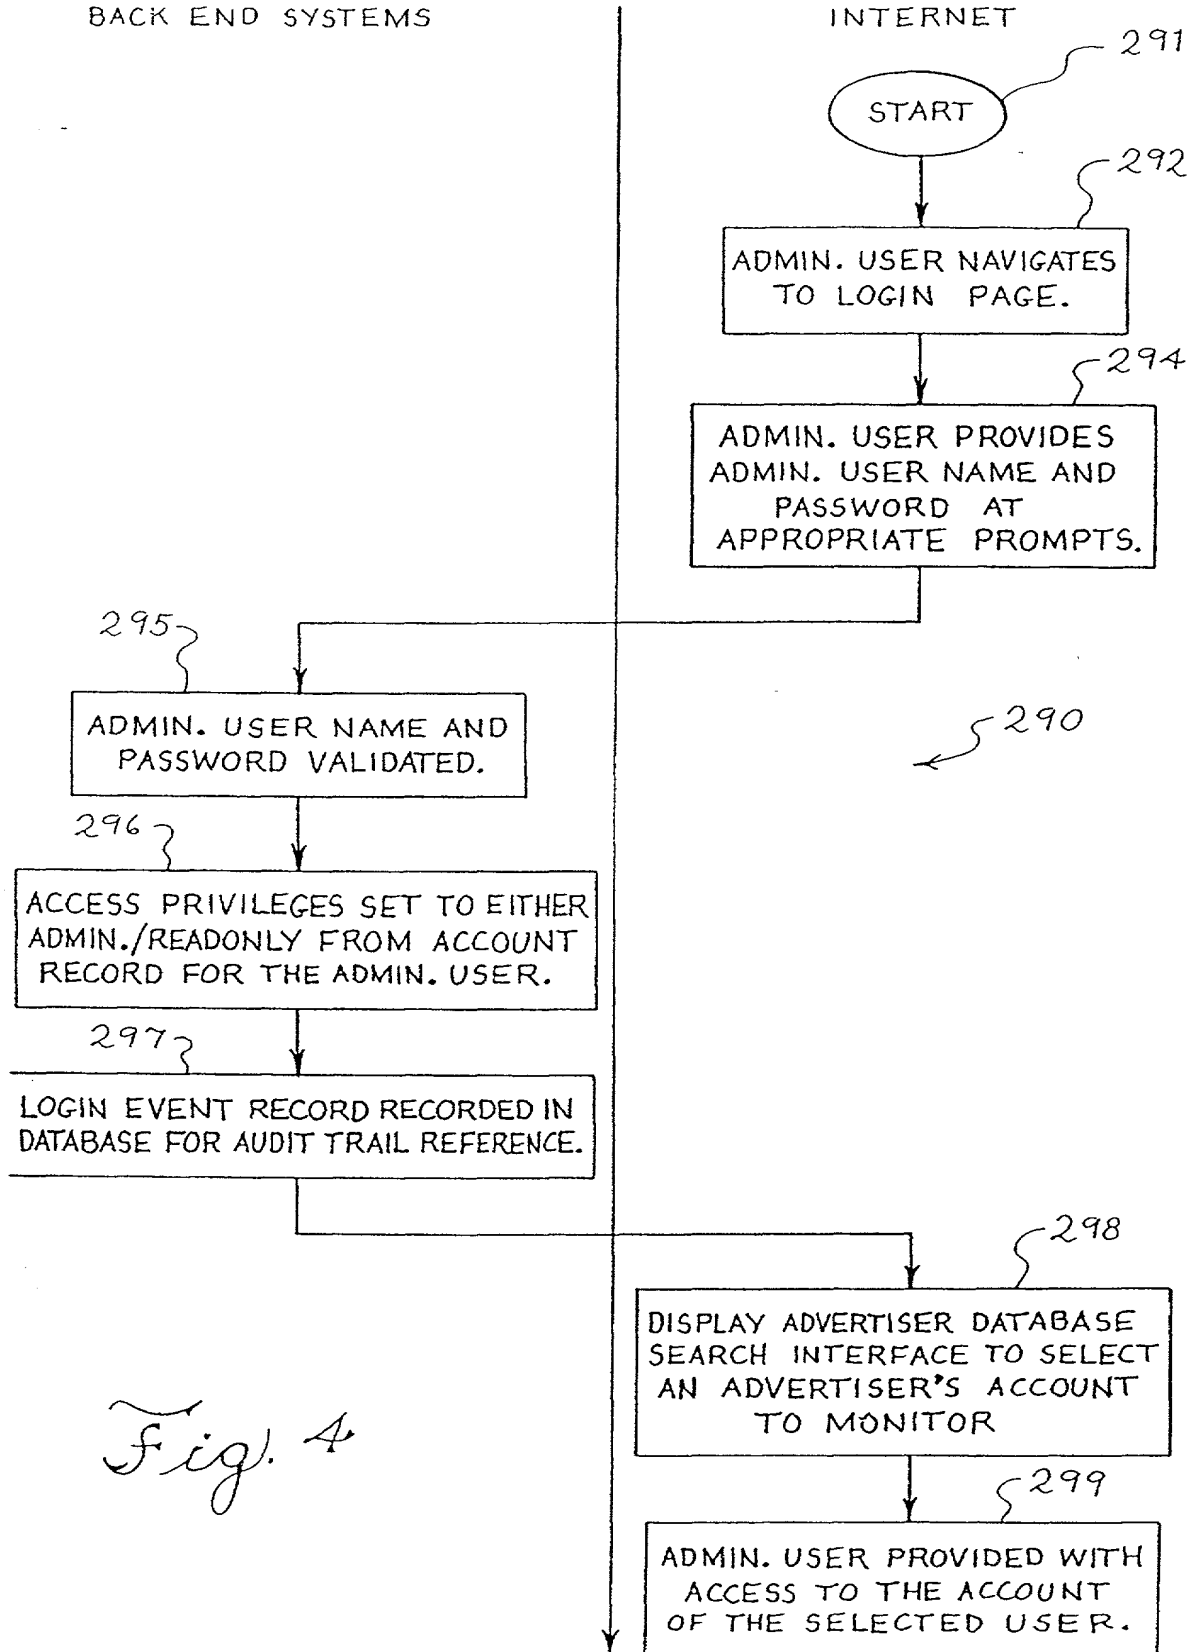 BACK END SYSTEMS
INTERNET
291
START
292
ADMIN. USER NAVIGATES
TO LOGIN PAGE.
294
ADMIN. USER PROVIDES
ADMIN. USER NAME AND
PASSWORD AT
APPROPRIATE PROMPTS.
295
ADMIN. USER NAME AND
PASSWORD VALIDATED.
290
296
ACCESS PRIVILEGES SET TO EITHER
ADMIN./READONLY FROM ACCOUNT
RECORD FOR THE ADMIN. USER.
297
LOGIN EVENT RECORD RECORDED IN
DATABASE FOR AUDIT TRAIL REFERENCE.
298
DISPLAY ADVERTISER DATABASE
SEARCH INTERFACE TO SELECT
AN ADVERTISER'S ACCOUNT
TO MONITOR
Fig. 4
299
ADMIN. USER PROVIDED WITH
ACCESS TO THE ACCOUNT
OF THE SELECTED USER.